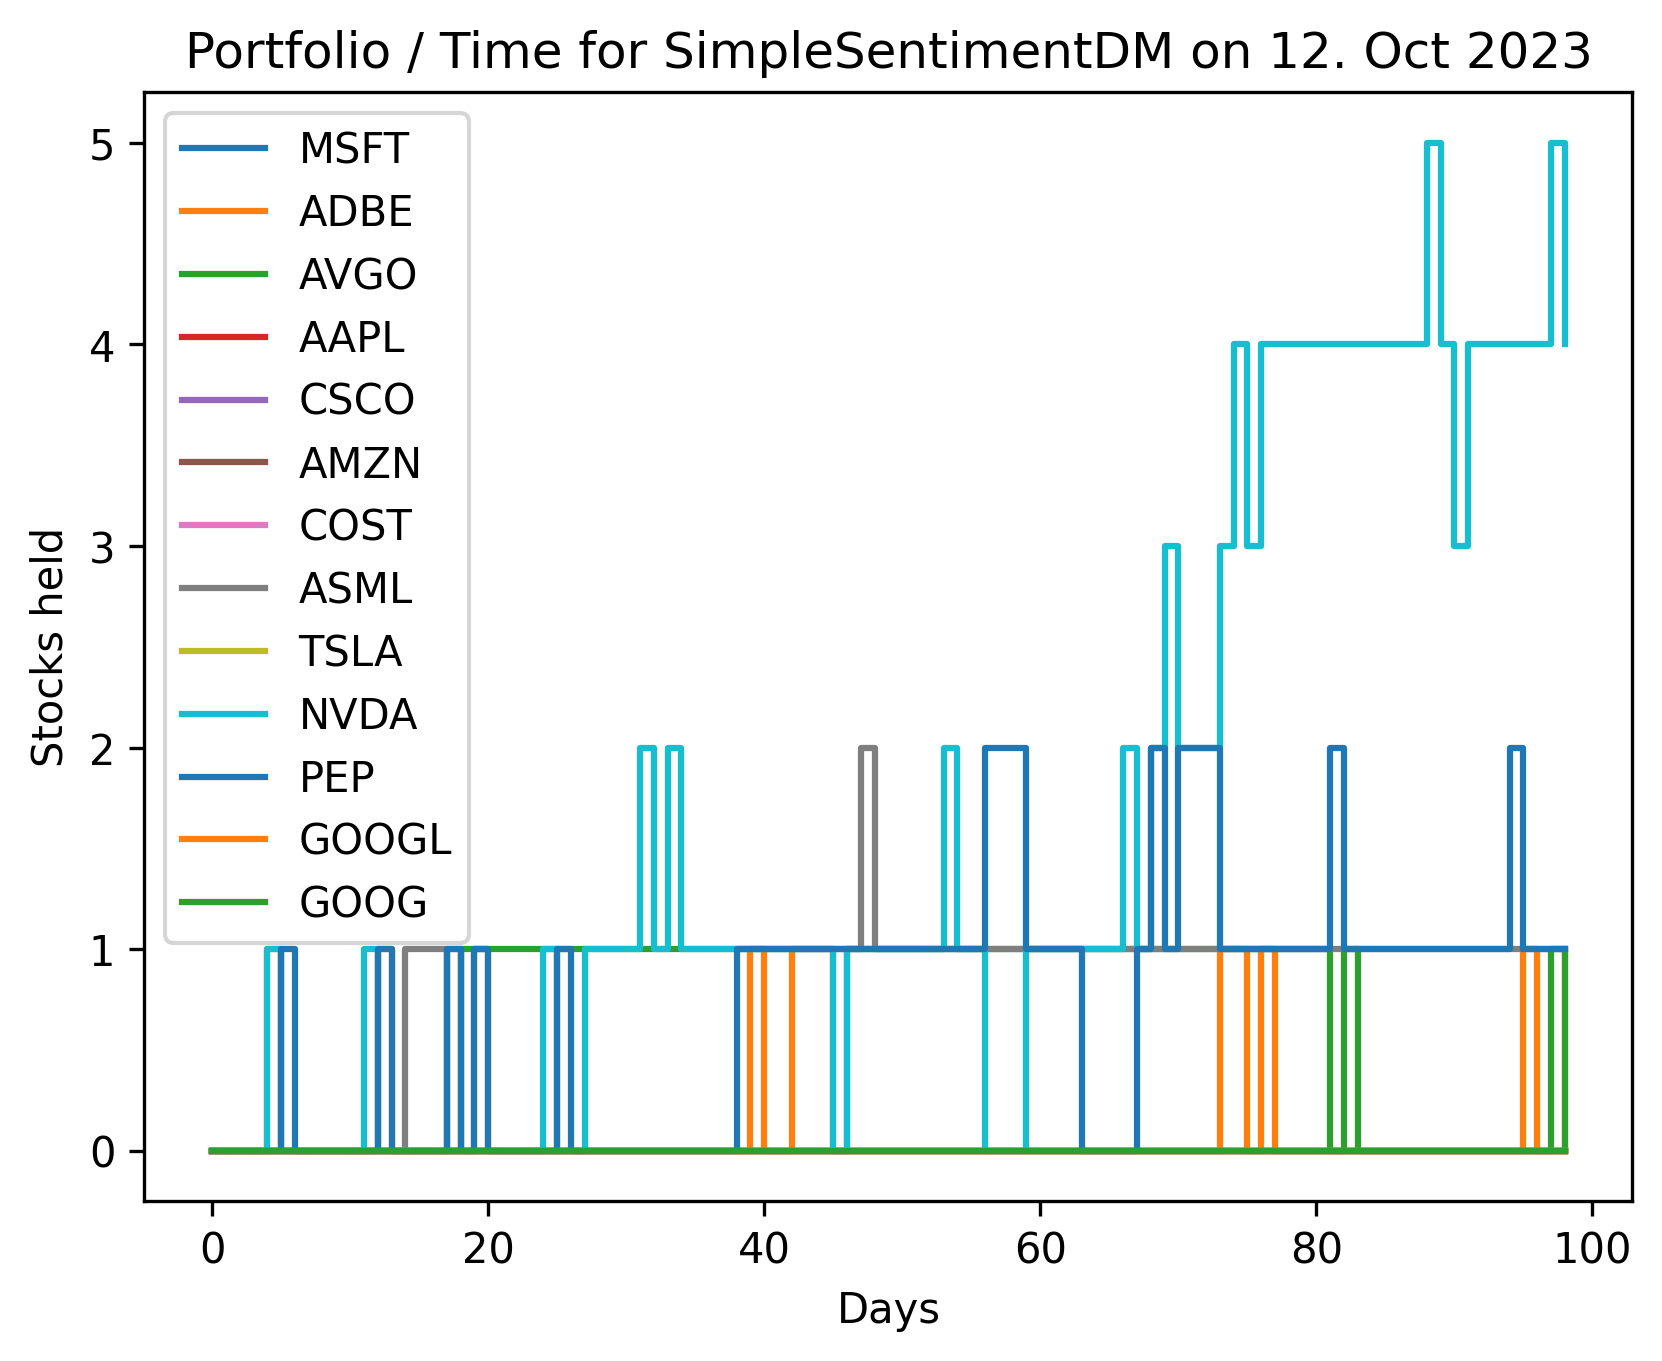 Portfolio / Time for SimpleSentimentDM on 12. Oct 2023
MSFT
ADBE
AVGO
AAPL
CSCO
AMZN
COST
ASML
TSLA
NVDA
PEP
GOOGL
GOOG
5
4
3
2
1
0
Stocks held
0 20 40 60 80 100
Days